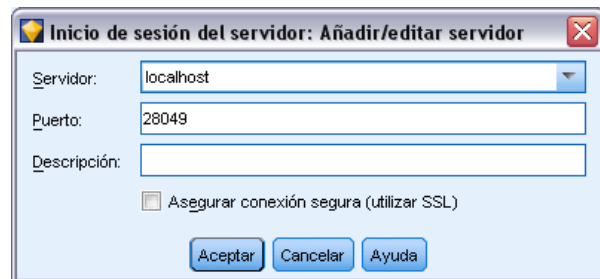 Inicio de sesión del servidor: Añadir/editar servidor
Servidor: localhost
Puerto: 28049
Descripción:
Asegurar conexión segura (utilizar SSL)
Aceptar Cancelar Ayuda